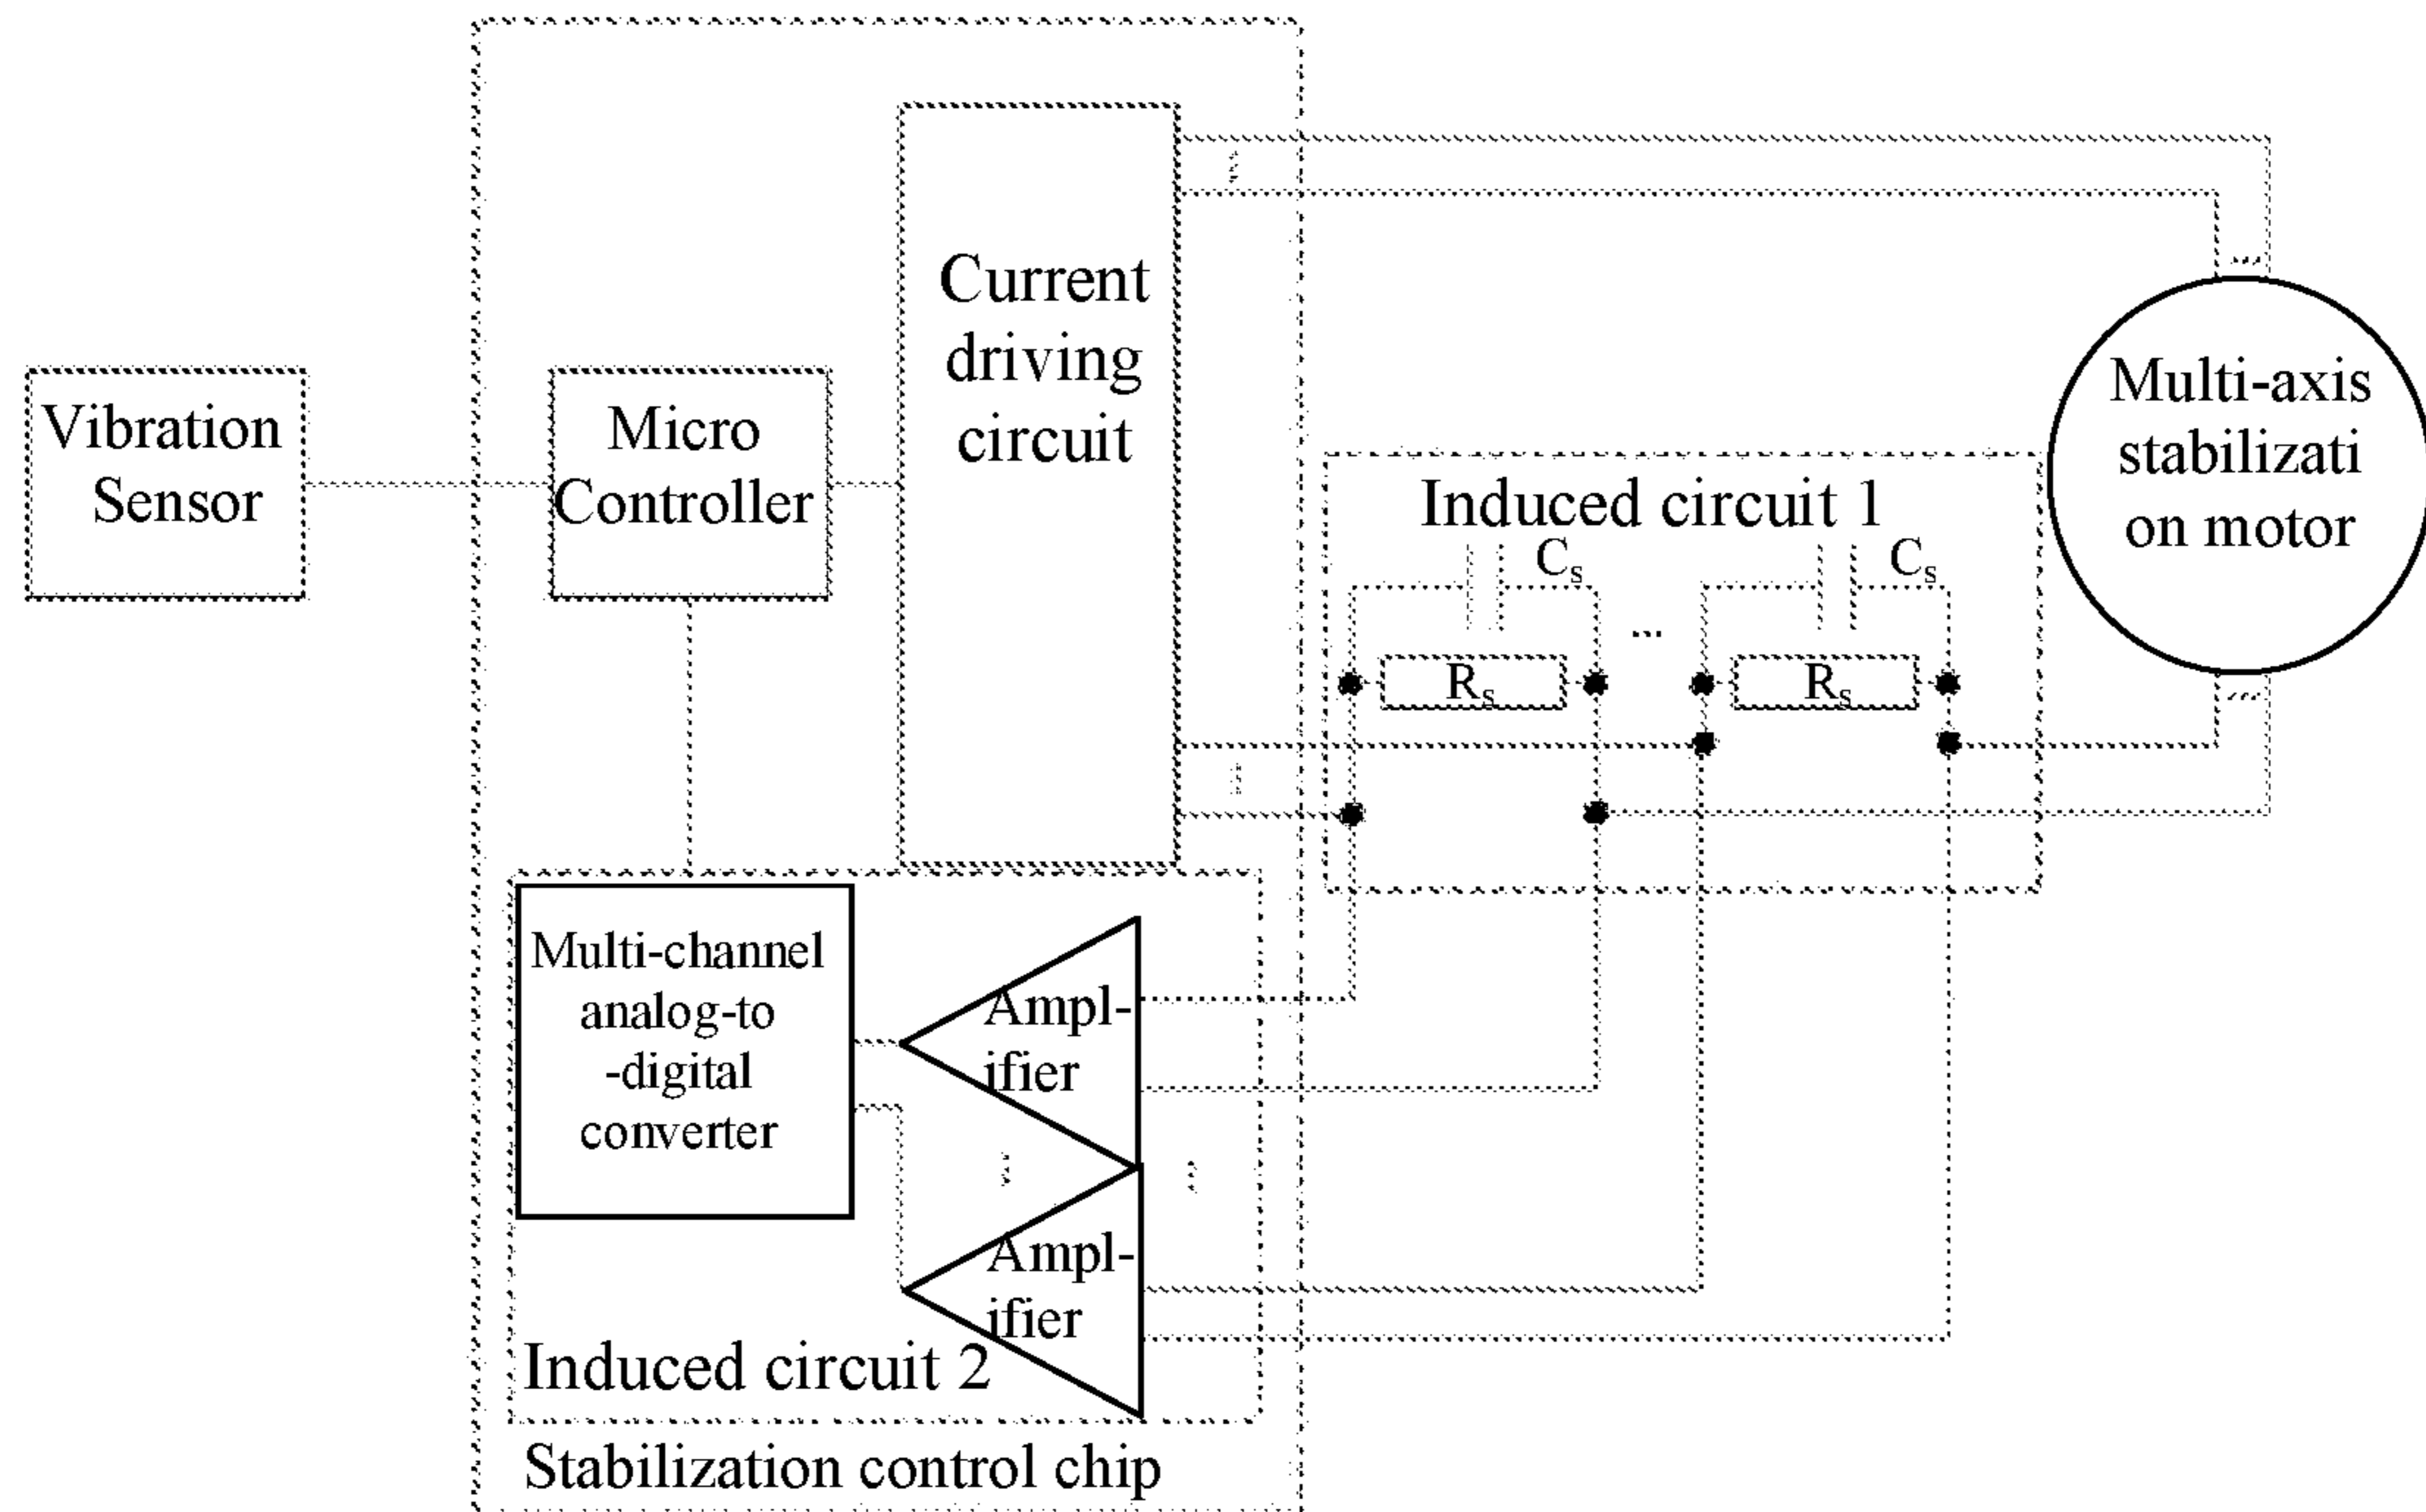 Vibration
Sensor
Micro
Controller
Current
driving
circuit
Multi-axis
stabilizati
on motor
Induced circuit 1
Cs
Cs
...
Rs
Rs
Multi-channel
analog-to
-digital
converter
Ampl-
ifier
Ampl-
ifier
Induced circuit 2
Stabilization control chip